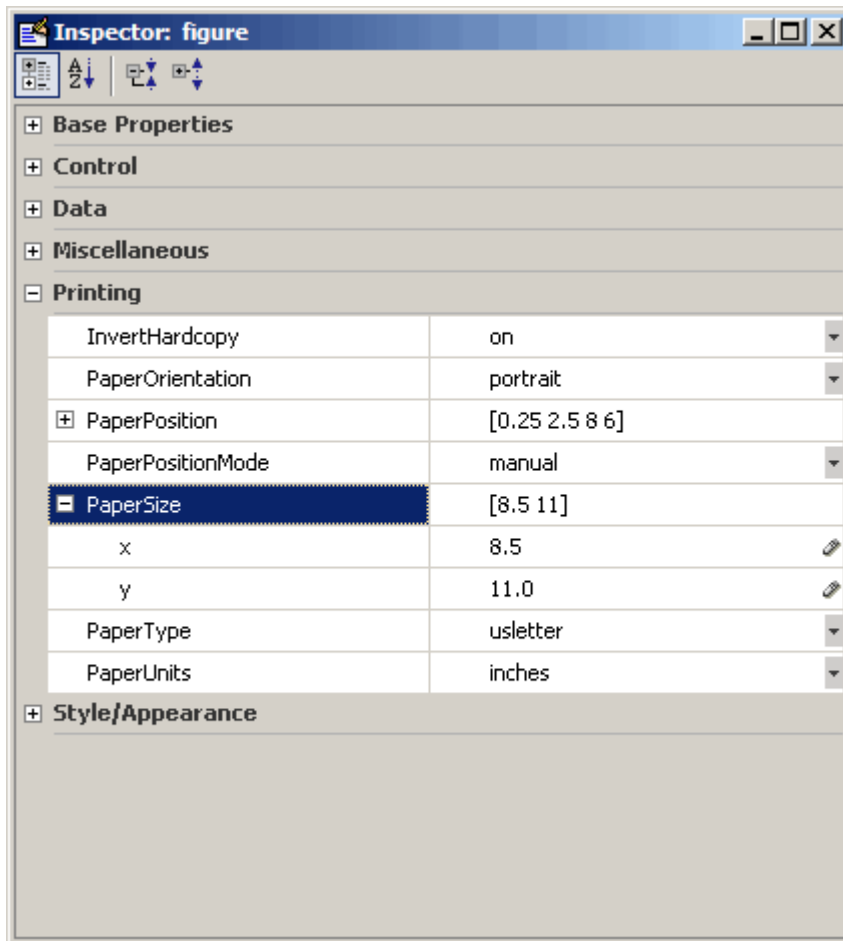 Inspector: figure
Base Properties
Control
Data
Miscellaneous
Printing
InvertHardcopy on
PaperOrientation portrait
PaperPosition [0.25 2.5 8 6]
PaperPositionMode manual
PaperSize [8.5 11]
x 8.5
y 11.0
PaperType usletter
PaperUnits inches
Style/Appearance